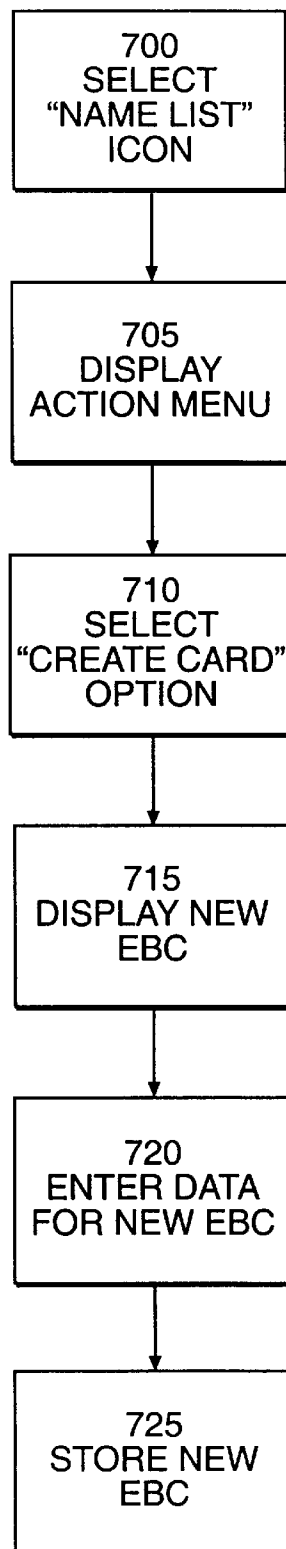 700
SELECT
“NAME LIST”
ICON
705
DISPLAY
ACTION MENU
710
SELECT
“CREATE CARD”
OPTION
715
DISPLAY NEW
EBC
720
ENTER DATA
FOR NEW EBC
725
STORE NEW
EBC